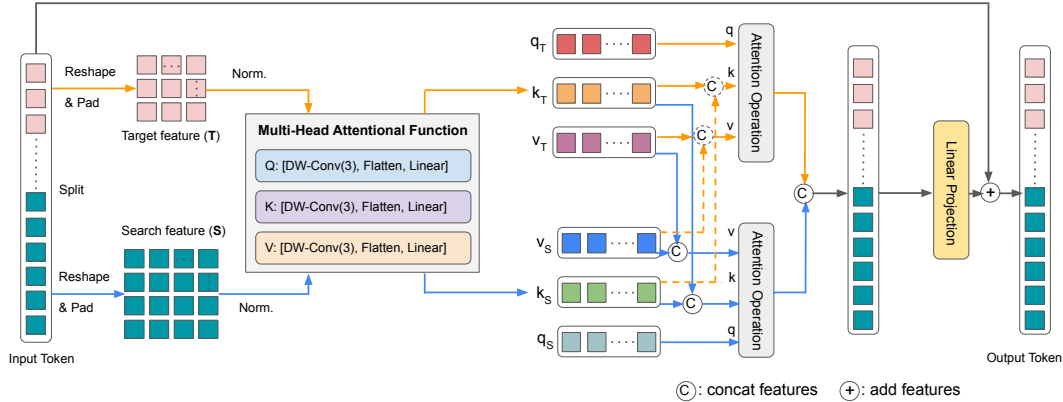 Reshape
& Pad
Target feature (T)
Norm.
Split
Search feature (S)
Reshape
& Pad
Norm.
Input Token
Multi-Head Attentional Function
Q: [DW-Conv(3), Flatten, Linear]
K: [DW-Conv(3), Flatten, Linear]
V: [DW-Conv(3), Flatten, Linear]
q_T
k_T
v_T
v_S
k_S
q_S
C
C
C
C
q
k
v
Attention Operation
v
k
q
Attention Operation
C
Linear Projection
+
Output Token
C : concat features
+ : add features